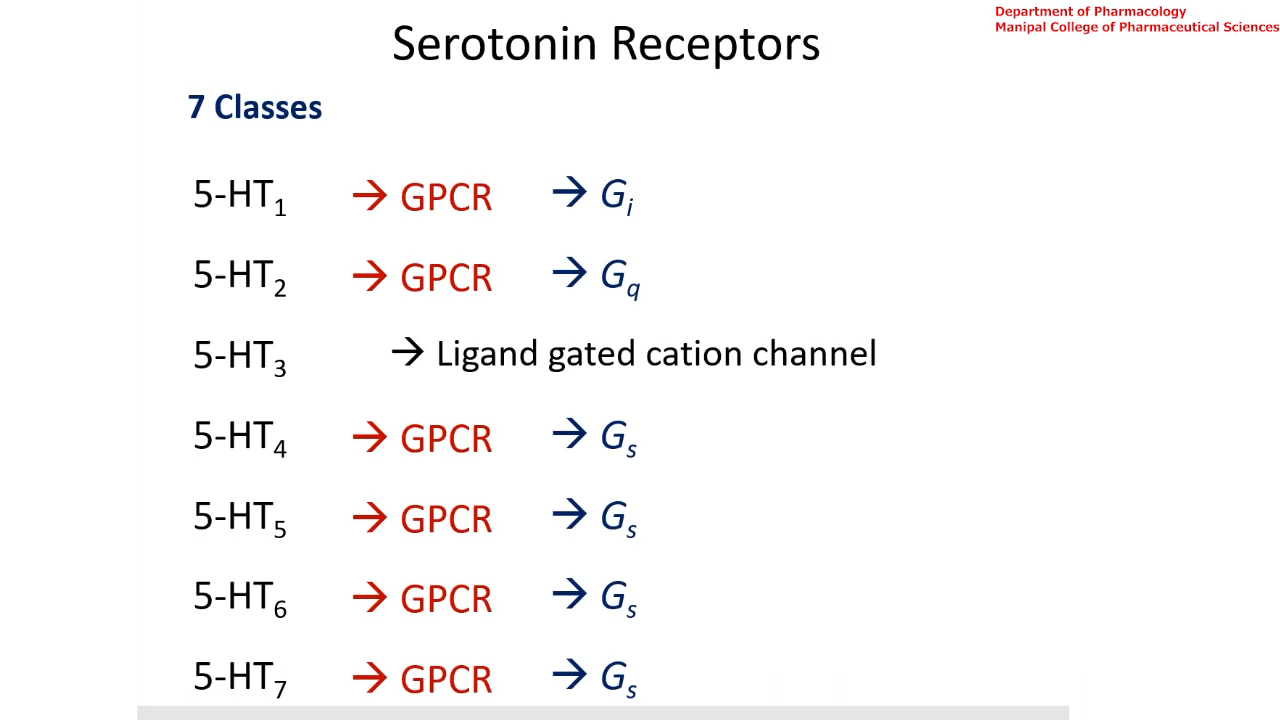 Department of Pharmacology
Manipal College of Pharmaceutical Sciences
Serotonin Receptors
7 Classes
5-HT₁ → GPCR → Gᵢ
5-HT₂ → GPCR → G_q
5-HT₃ → Ligand gated cation channel
5-HT₄ → GPCR → Gₛ
5-HT₅ → GPCR → Gₛ
5-HT₆ → GPCR → Gₛ
5-HT₇ → GPCR → Gₛ